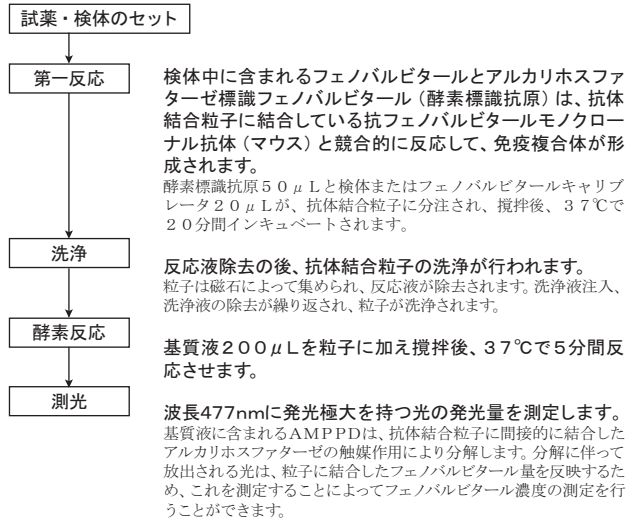 試薬・検体のセット
第一反応
検体中に含まれるフェノバルビタールとアルカリホスファ
ターゼ標識フェノバルビタール（酵素標識抗原）は、抗体
結合粒子に結合している抗フェノバルビタールモノクロー
ナル抗体（マウス）と競合的に反応して、免疫複合体が形
成されます。
酵素標識抗原５０μＬと検体またはフェノバルビタールキャリブ
レータ２０μＬが、抗体結合粒子に分注され、撹拌後、３７℃で
２０分間インキュベートされます。
洗浄
反応液除去の後、抗体結合粒子の洗浄が行われます。
粒子は磁石によって集められ、反応液が除去されます。洗浄液注入、
洗浄液の除去が繰り返され、粒子が洗浄されます。
酵素反応
基質液２００μＬを粒子に加え撹拌後、３７℃で５分間反
応させます。
測光
波長477nmに発光極大を持つ光の発光量を測定します。
基質液に含まれるＡＭＰＰＤは、抗体結合粒子に間接的に結合した
アルカリホスファターゼの触媒作用により分解します。分解に伴って
放出される光は、粒子に結合したフェノバルビタール量を反映するた
め、これを測定することによってフェノバルビタール濃度の測定を行
うことができます。